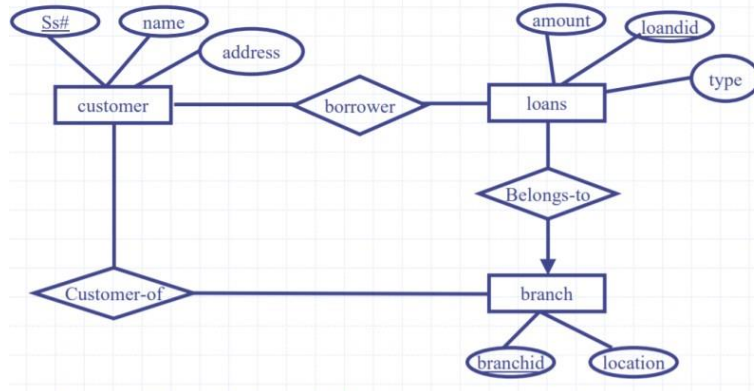 Ss#
name
address
amount
loandid
type
customer
borrower
loans
Belongs-to
Customer-of
branch
branchid
location